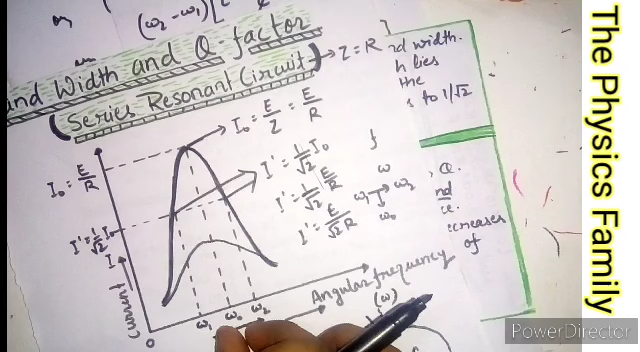 (ω₂-ω₁)[
and Width and Q factor
(Series Resonant Circuit) → Z = R
nd width.
h lies
the
to 1/√2
I₀ = E/Z = E/R
I₀ = E/R
I' = 1/√2 I₀
I' = 1/√2 E/R
I' = E/√2R
I' = 1/√2 I₀
f
ω
ω₁ ω₂
ω₀
, Q.
nd
creases
of
I
Current
0
ω₁ ω₀ ω₂
Angular frequency
(ω)
The Physics Family
PowerDirector